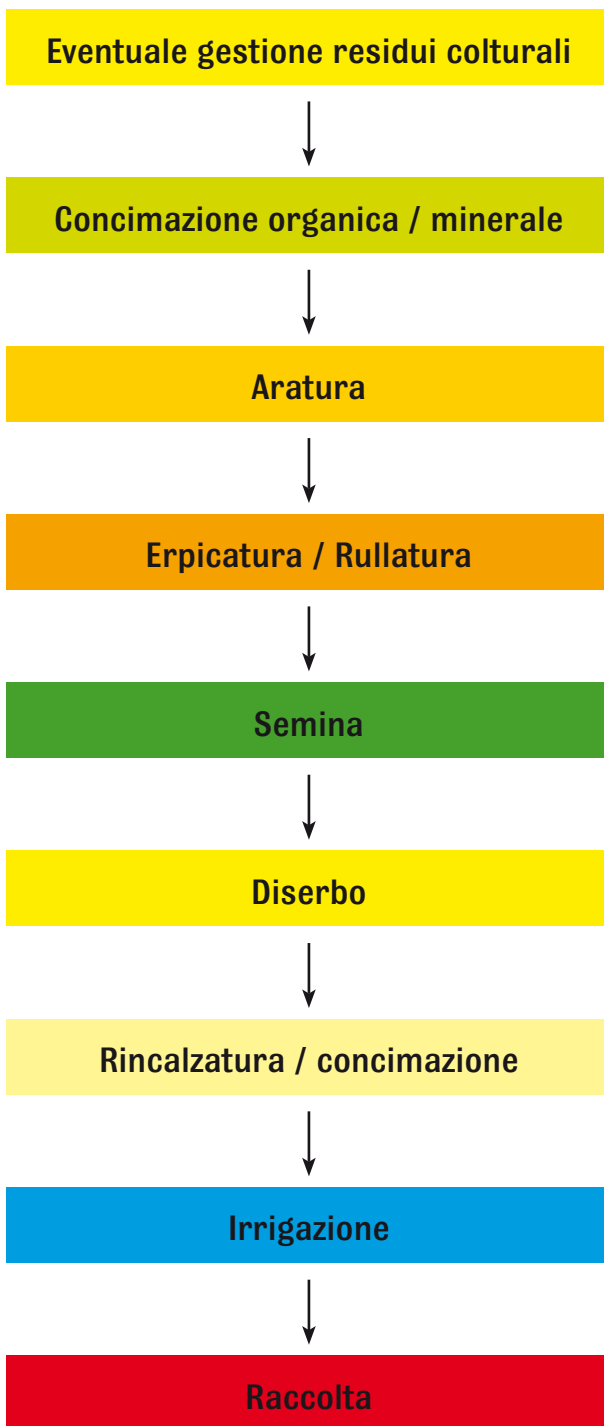 Eventuale gestione residui colturali
Concimazione organica / minerale
Aratura
Erpicatura / Rullatura
Semina
Diserbo
Rincalzatura / concimazione
Irrigazione
Raccolta